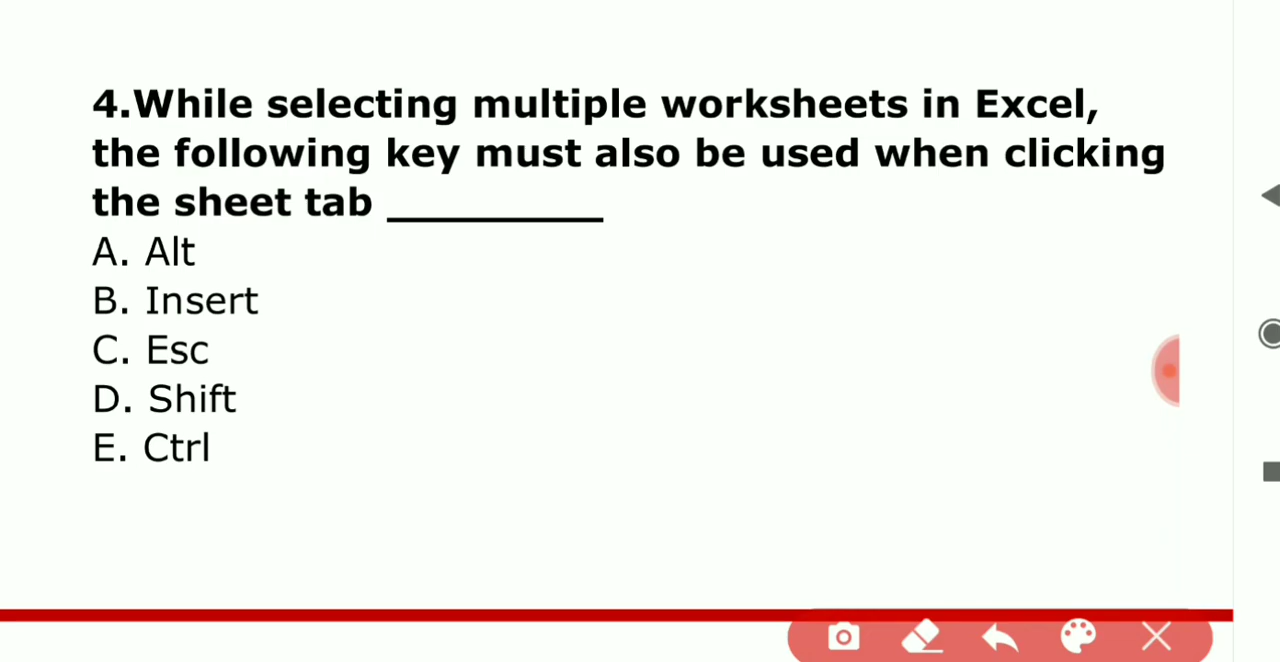 4.While selecting multiple worksheets in Excel,
the following key must also be used when clicking
the sheet tab __________
A. Alt
B. Insert
C. Esc
D. Shift
E. Ctrl